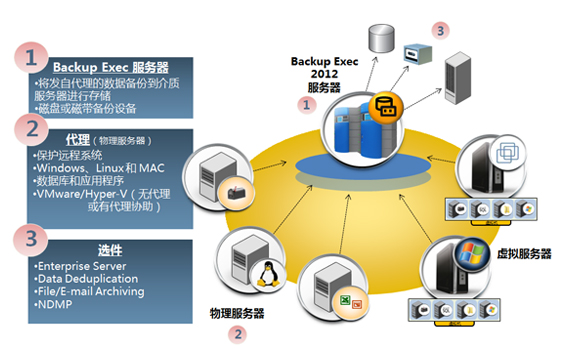 1
Backup Exec 服务器
•将发自代理的数据备份到介质
服务器进行存储
•磁盘或磁带备份设备
2
代理（物理服务器）
•保护远程系统
•Windows、Linux 和 MAC
•数据库和应用程序
•VMware/Hyper-V（无代理
或有代理协助）
3
选件
•Enterprise Server
•Data Deduplication
•File/E-mail Archiving
•NDMP
Backup Exec
2012
服务器
1
3
虚拟服务器
物理服务器
2